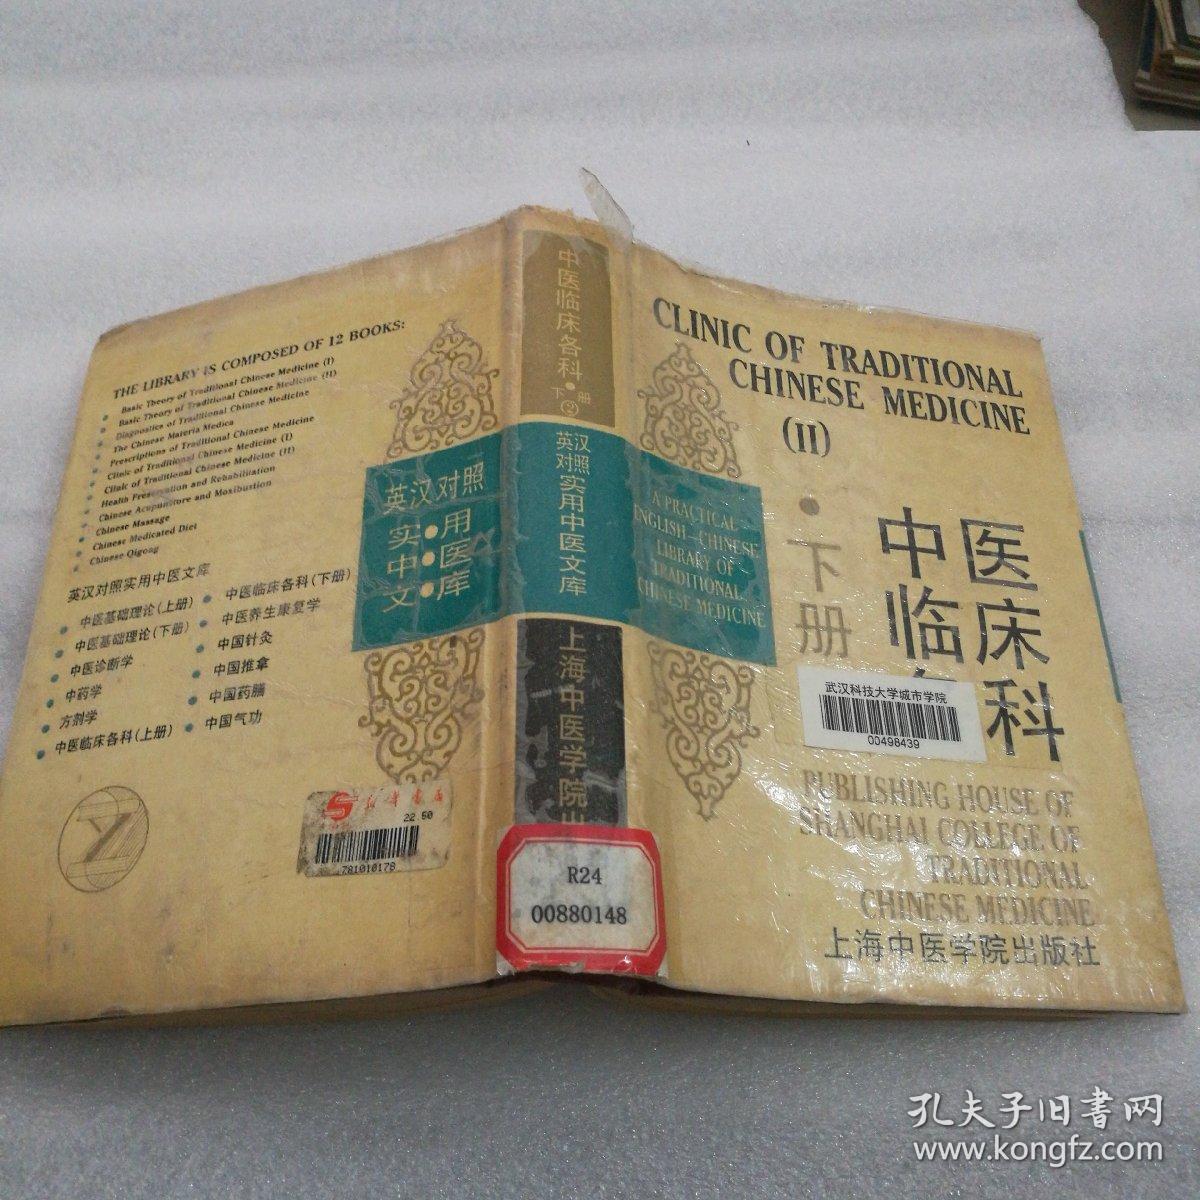 THE LIBRARY IS COMPOSED OF 12 BOOKS:
Basic Theory of Traditional Chinese Medicine (I)
Basic Theory of Traditional Chinese Medicine (II)
Diagnostics of Traditional Chinese Medicine
The Chinese Materia Medica
Prescriptions of Traditional Chinese Medicine
Clinic of Traditional Chinese Medicine (I)
Clinic of Traditional Chinese Medicine (II)
Health Preservation and Rehabilitation
Chinese Acupuncture and Moxibustion
Chinese Massage
Chinese Medicated Diet
Chinese Qigong
英汉对照实用中医文库
中医基础理论(上册)
中医基础理论(下册)
中医诊断学
中药学
方剂学
中医临床各科(上册)
中医临床各科(下册)
中医养生康复学
中国针灸
中国推拿
中国药膳
中国气功
22.50
781010178
英汉对照
实·用
中·医
文·库
中医临床各科·下册②
英汉对照实用中医文库
上海中医学院出
R24
00880148
CLINIC OF TRADITIONAL
CHINESE MEDICINE
(II)
A PRACTICAL
ENGLISH-CHINESE
LIBRARY OF
TRADITIONAL
CHINESE MEDICINE
中医
临床
各科
·下册
武汉科技大学城市学院
00498439
PUBLISHING HOUSE OF
SHANGHAI COLLEGE OF
TRADITIONAL
CHINESE MEDICINE
上海中医学院出版社
孔夫子旧书网
www.kongfz.com